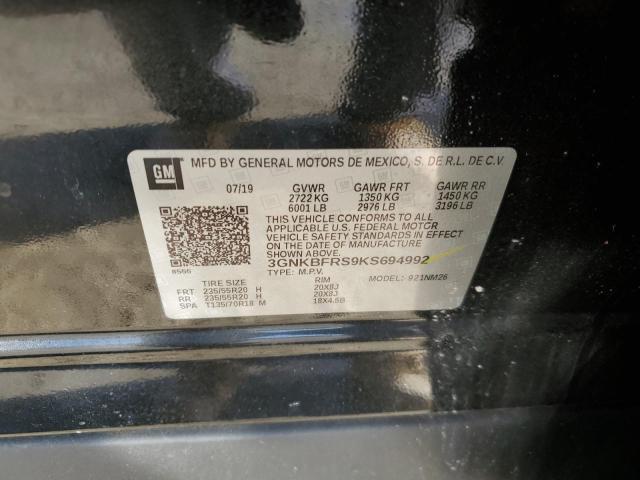 GM MFD BY GENERAL MOTORS DE MEXICO, S. DE R.L. DE C.V.
07/19 GVWR GAWR FRT GAWR RR
2722 KG 1350 KG 1450 KG
6001 LB 2976 LB 3196 LB
THIS VEHICLE CONFORMS TO ALL
APPLICABLE U.S. FEDERAL MOTOR
VEHICLE SAFETY STANDARDS IN EFFECT
ON THE DATE OF MANUFACTURE
3GNKBFRS9KS694992
TYPE: M.P.V. MODEL: 921NM26
TIRE SIZE RIM
FRT 235/55R20 H 20X8J
RR 235/55R20 H 20X8J
SPA T135/70R18 M 18X4.5B